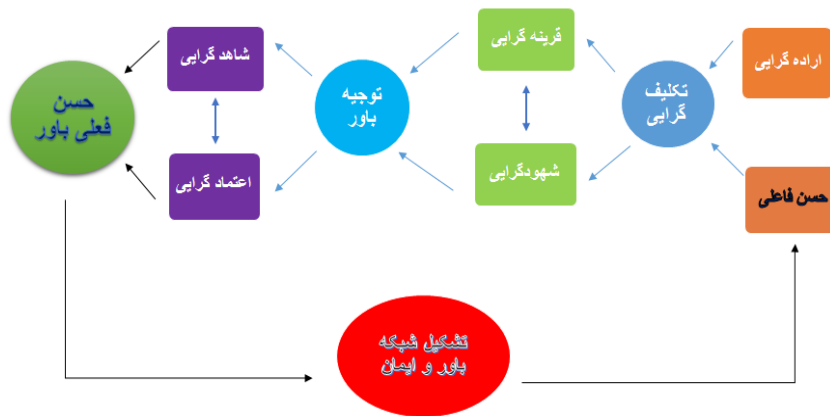 اراده گرایی
حسن فاعلی
تکلیف
گرایی
قرینه گرایی
شهودگرایی
توجیه
باور
شاهد گرایی
اعتماد گرایی
حسن
فعلی باور
تشکیل شبکه
باور و ایمان